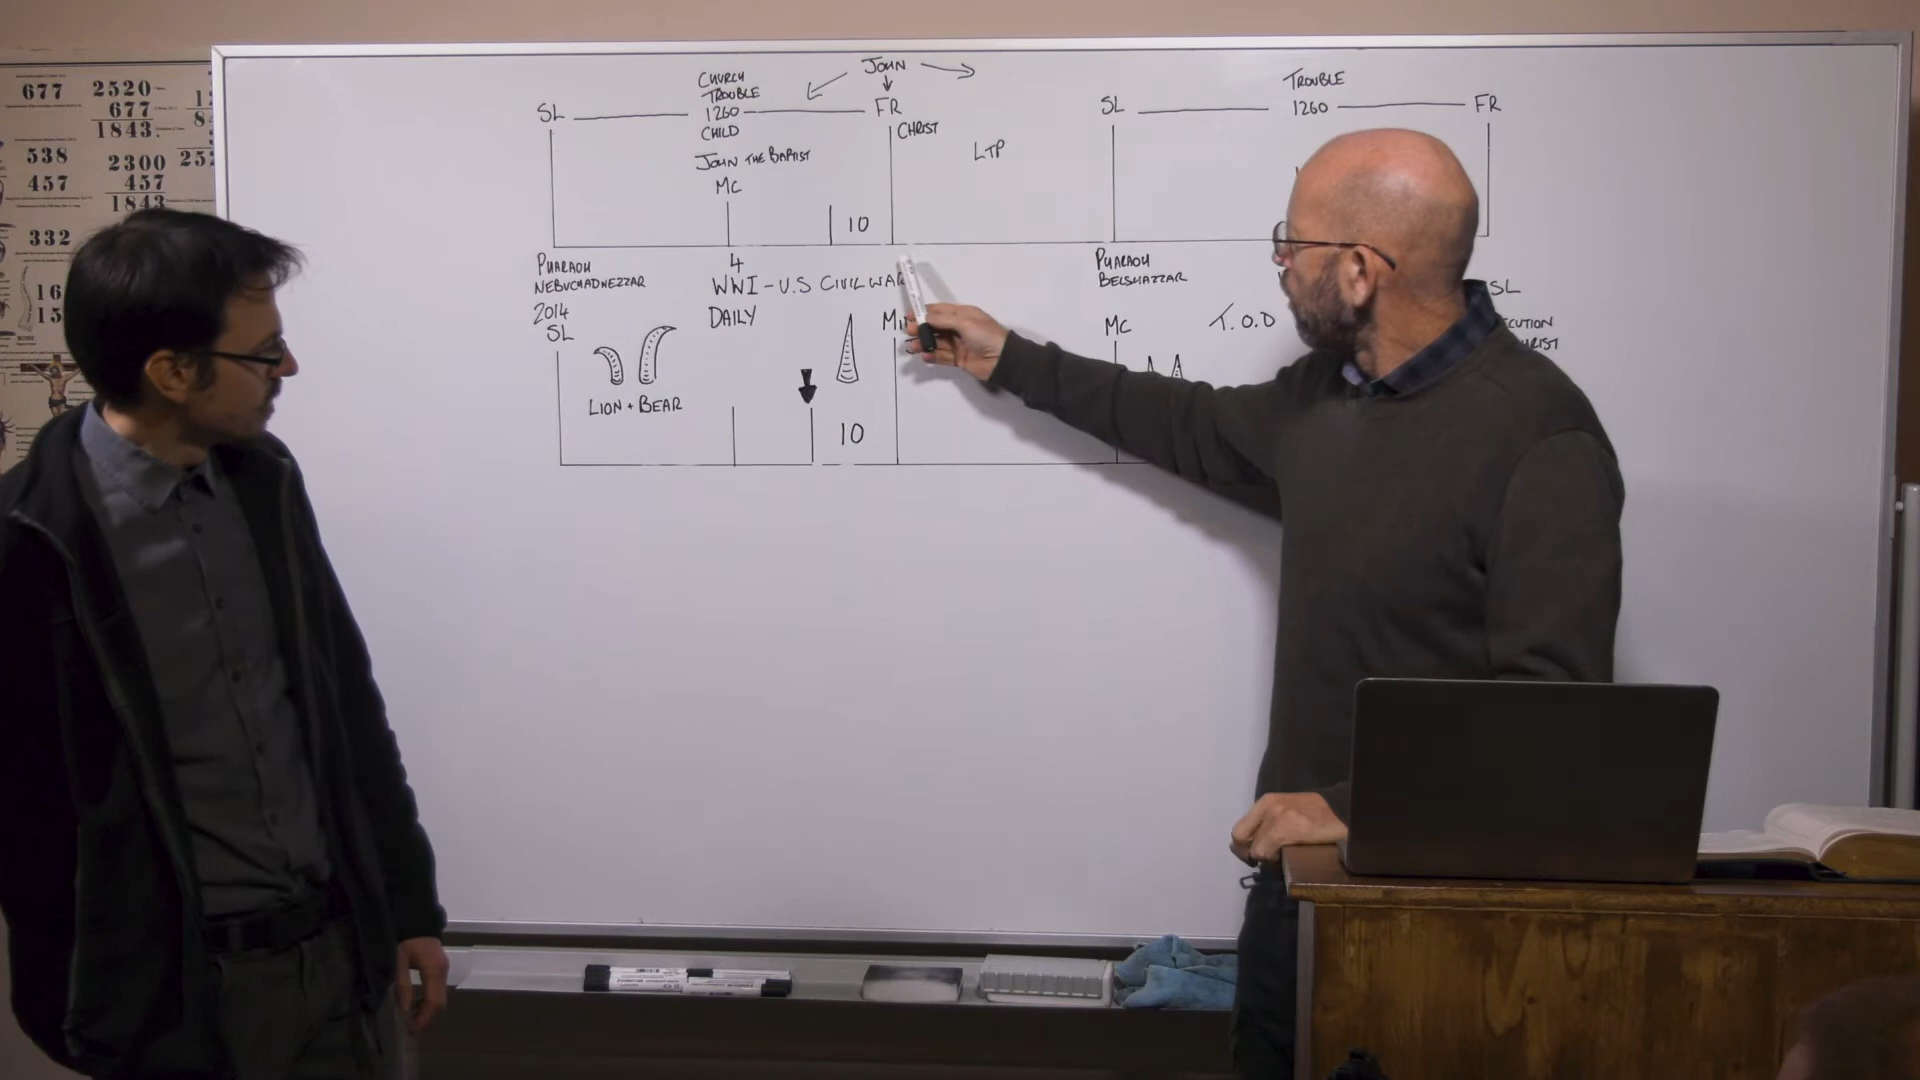 677
2520
677
1843
538
457
2300
457
1843
332
JOHN
CHURCH
TROUBLE
SL
1260
FR
CHILD
CHRIST
JOHN THE BAPTIST
LTP
MC
10
TROUBLE
SL
1260
FR
PHARAOH
NEBUCHADNEZZAR
2014
SL
4
WWI - U.S CIVIL WAR
DAILY
PHARAOH
BELSHAZZAR
SL
MC
T.O.D
LION + BEAR
10